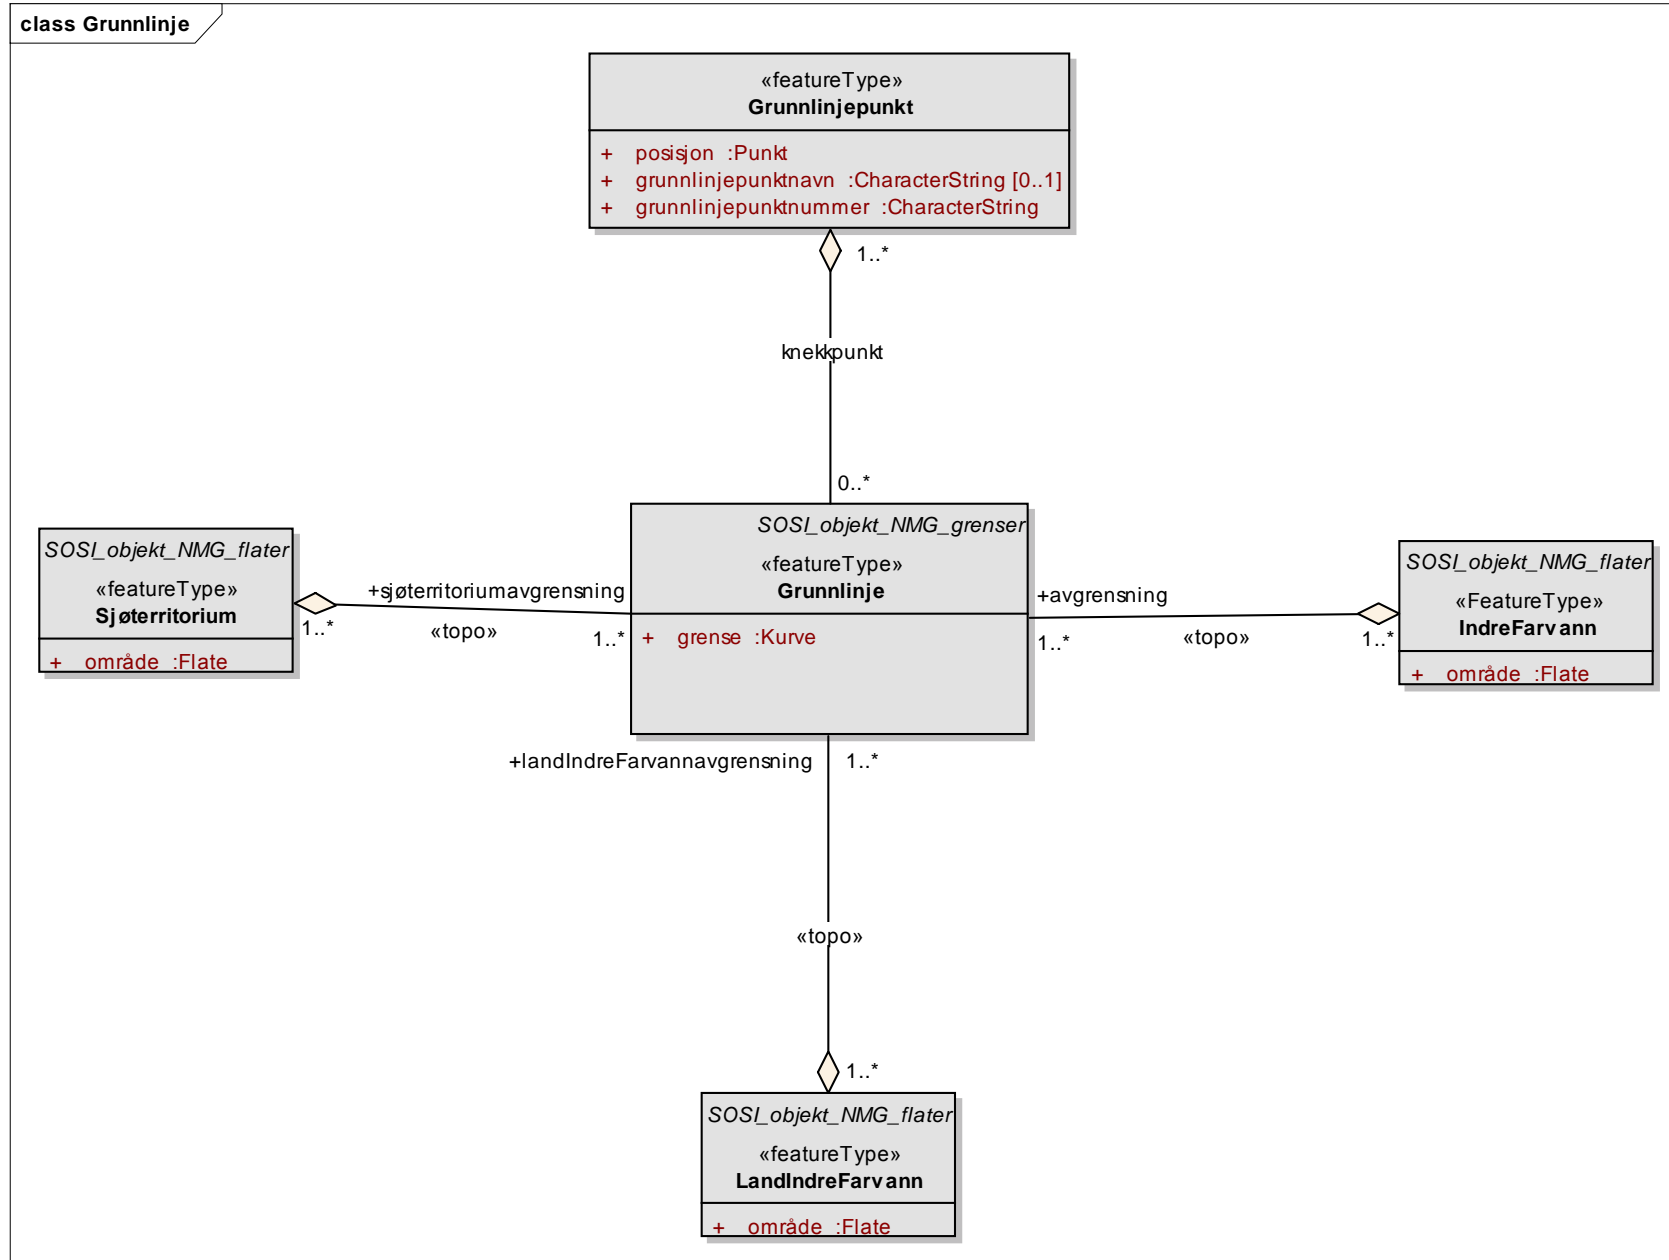 class Grunnlinje
«featureType»
Grunnlinjepunkt
+ posisjon :Punkt
+ grunnlinjepunktnavn :CharacterString [0..1]
+ grunnlinjepunktnummer :CharacterString
1..*
knekkpunkt
0..*
SOSI_objekt_NMG_flater
«featureType»
Sjøterritorium
+ område :Flate
+sjøterritoriumavgrensning
1..*
«topo»
1..*
SOSI_objekt_NMG_grenser
«featureType»
Grunnlinje
+ grense :Kurve
+avgrensning
1..*
«topo»
1..*
SOSI_objekt_NMG_flater
«FeatureType»
IndreFarvann
+ område :Flate
+landIndreFarvannavgrensning
1..*
«topo»
1..*
SOSI_objekt_NMG_flater
«featureType»
LandIndreFarvann
+ område :Flate